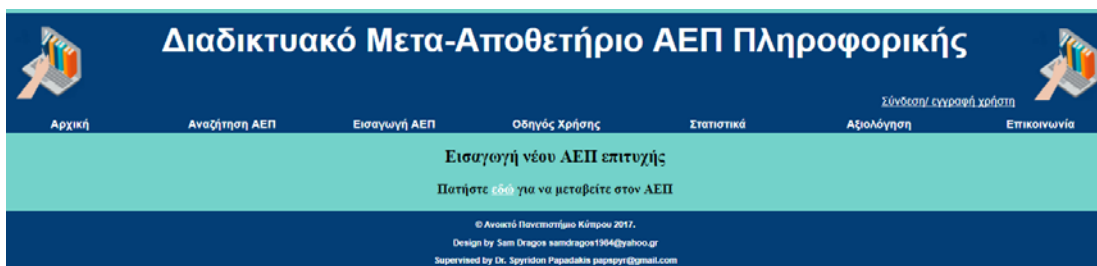 Διαδικτυακό Μετα-Αποθετήριο ΑΕΠ Πληροφορικής
Σύνδεση/ εγγραφή χρήστη
Αρχική Αναζήτηση ΑΕΠ Εισαγωγή ΑΕΠ Οδηγός Χρήσης Στατιστικά Αξιολόγηση Επικοινωνία
Εισαγωγή νέου ΑΕΠ επιτυχής
Πατήστε εδώ για να μεταβείτε στον ΑΕΠ
© Ανοικτό Πανεπιστήμιο Κύπρου 2017.
Design by Sam Dragos samdragos1984@yahoo.gr
Supervised by Dr. Spyridon Papadakis papspyr@gmail.com